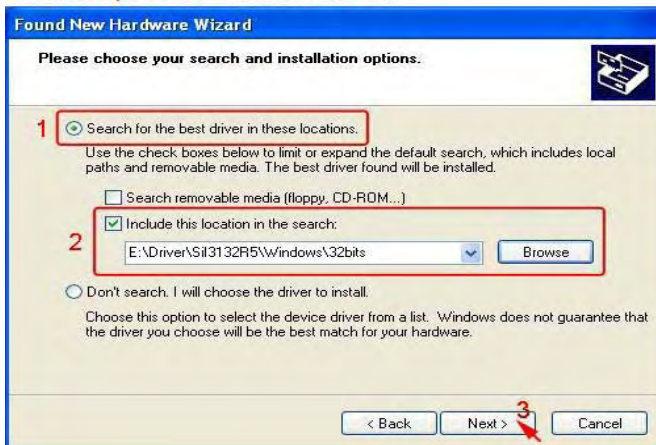 Found New Hardware Wizard
Please choose your search and installation options.
1
Search for the best driver in these locations.
Use the check boxes below to limit or expand the default search, which includes local
paths and removable media. The best driver found will be installed.
Search removable media (floppy, CD-ROM...)
2
Include this location in the search:
E:\Driver\SiI3132R5\Windows\32bits
Browse
Don't search. I will choose the driver to install.
Choose this option to select the device driver from a list. Windows does not guarantee that
the driver you choose will be the best match for your hardware.
< Back Next > 3 Cancel